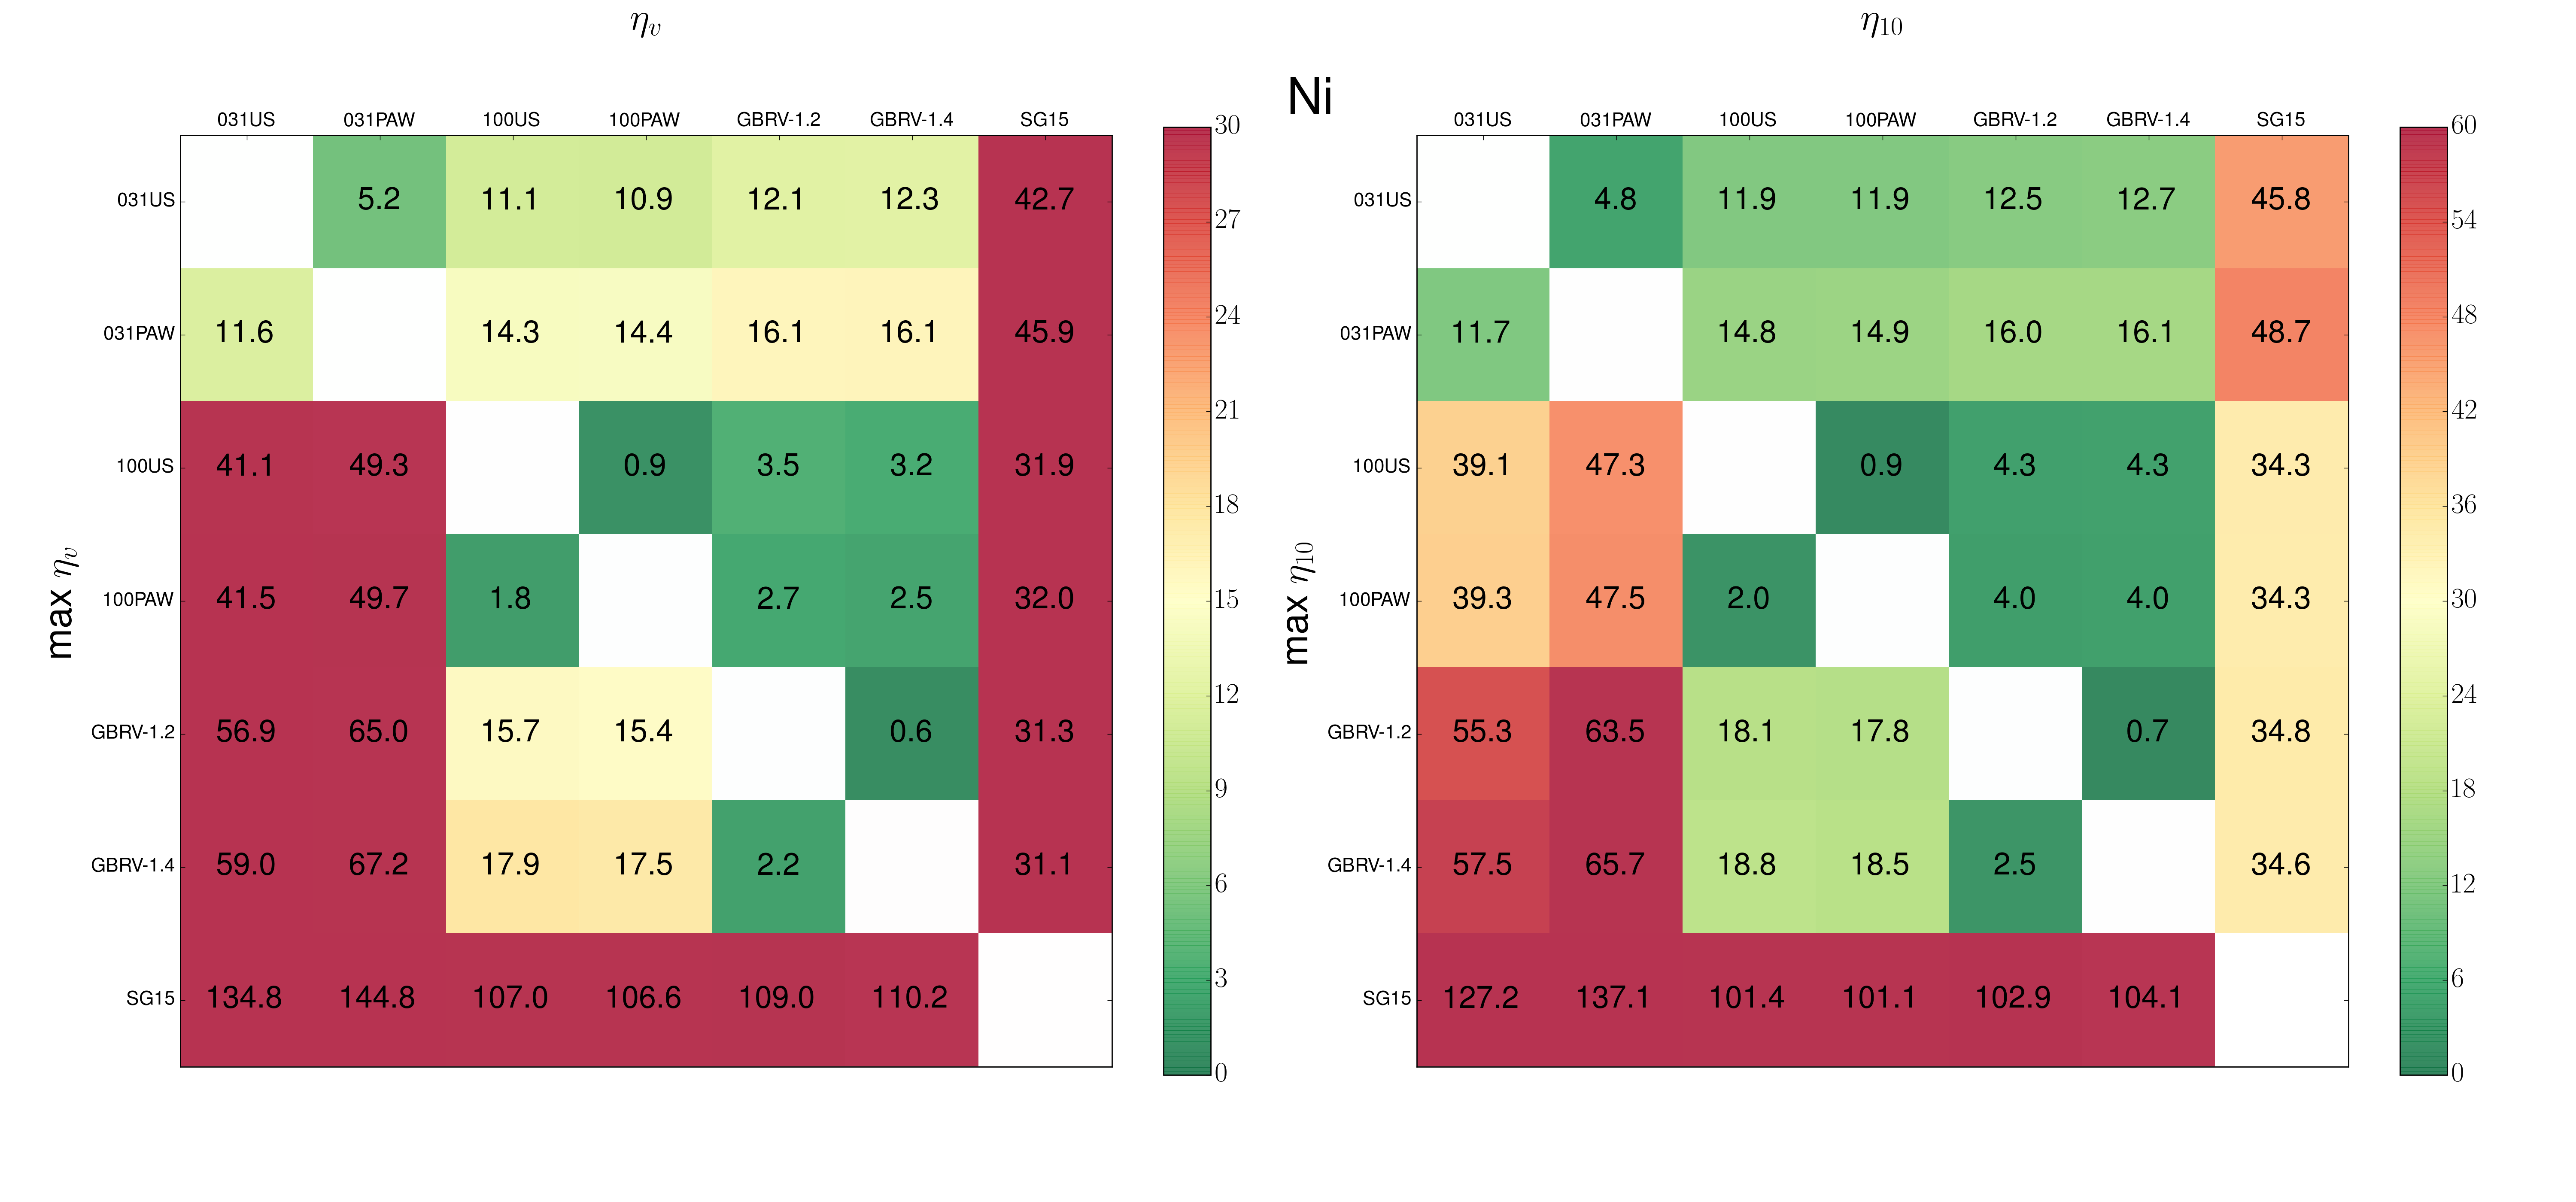 η_v
η_10
Ni
031US 031PAW 100US 100PAW GBRV-1.2 GBRV-1.4 SG15
031US 5.2 11.1 10.9 12.1 12.3 42.7
031PAW 11.6 14.3 14.4 16.1 16.1 45.9
100US 41.1 49.3 0.9 3.5 3.2 31.9
100PAW 41.5 49.7 1.8 2.7 2.5 32.0
GBRV-1.2 56.9 65.0 15.7 15.4 0.6 31.3
GBRV-1.4 59.0 67.2 17.9 17.5 2.2 31.1
SG15 134.8 144.8 107.0 106.6 109.0 110.2
max η_v
30
27
24
21
18
15
12
9
6
3
0
031US 031PAW 100US 100PAW GBRV-1.2 GBRV-1.4 SG15
031US 4.8 11.9 11.9 12.5 12.7 45.8
031PAW 11.7 14.8 14.9 16.0 16.1 48.7
100US 39.1 47.3 0.9 4.3 4.3 34.3
100PAW 39.3 47.5 2.0 4.0 4.0 34.3
GBRV-1.2 55.3 63.5 18.1 17.8 0.7 34.8
GBRV-1.4 57.5 65.7 18.8 18.5 2.5 34.6
SG15 127.2 137.1 101.4 101.1 102.9 104.1
max η_10
60
54
48
42
36
30
24
18
12
6
0